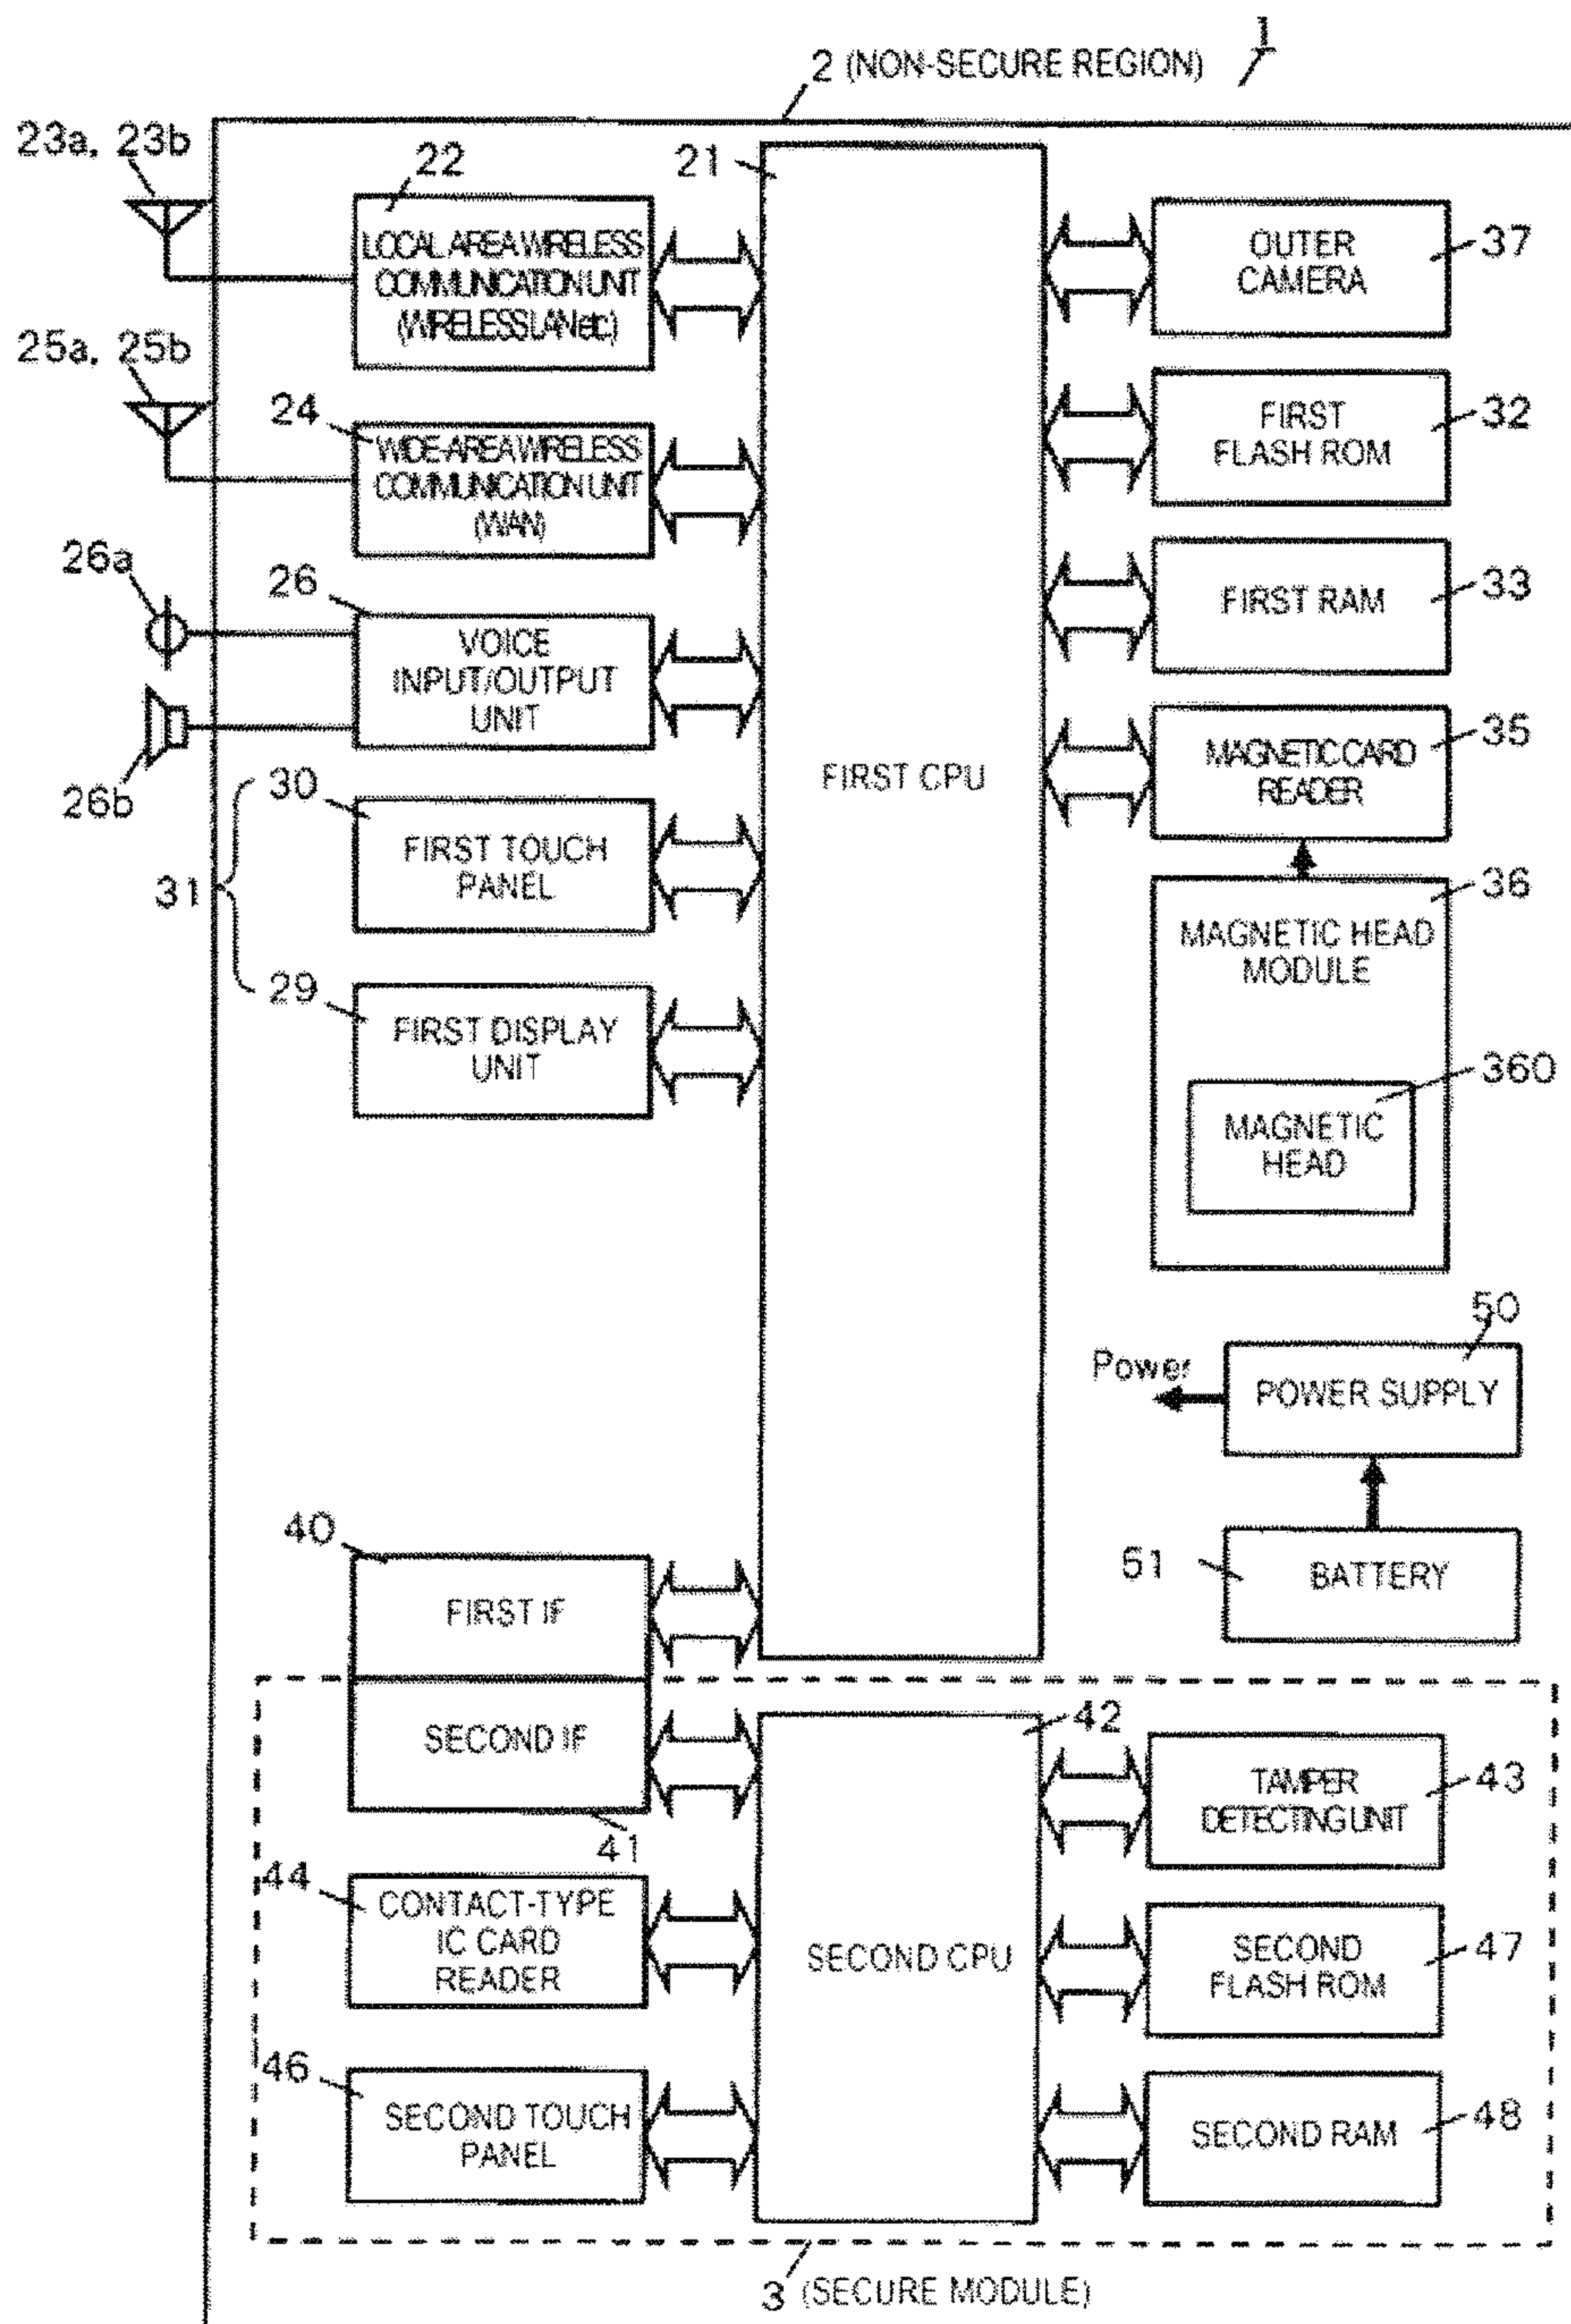 1
2 (NON-SECURE REGION)
23a, 23b
22
21
LOCAL AREA WIRELESS
COMMUNICATION UNIT
(WIRELESS LAN etc)
OUTER
CAMERA
37
25a, 25b
24
WIDE-AREA WIRELESS
COMMUNICATION UNIT
(WAN)
FIRST
FLASH ROM
32
26a
26
VOICE
INPUT/OUTPUT
UNIT
FIRST RAM
33
26b
FIRST CPU
MAGNETIC CARD
READER
35
30
31
FIRST TOUCH
PANEL
36
MAGNETIC HEAD
MODULE
29
FIRST DISPLAY
UNIT
360
MAGNETIC
HEAD
50
Power
POWER SUPPLY
40
FIRST IF
51
BATTERY
SECOND IF
41
42
TAMPER
DETECTING UNIT
43
44
CONTACT-TYPE
IC CARD
READER
SECOND CPU
SECOND
FLASH ROM
47
46
SECOND TOUCH
PANEL
SECOND RAM
48
3 (SECURE MODULE)